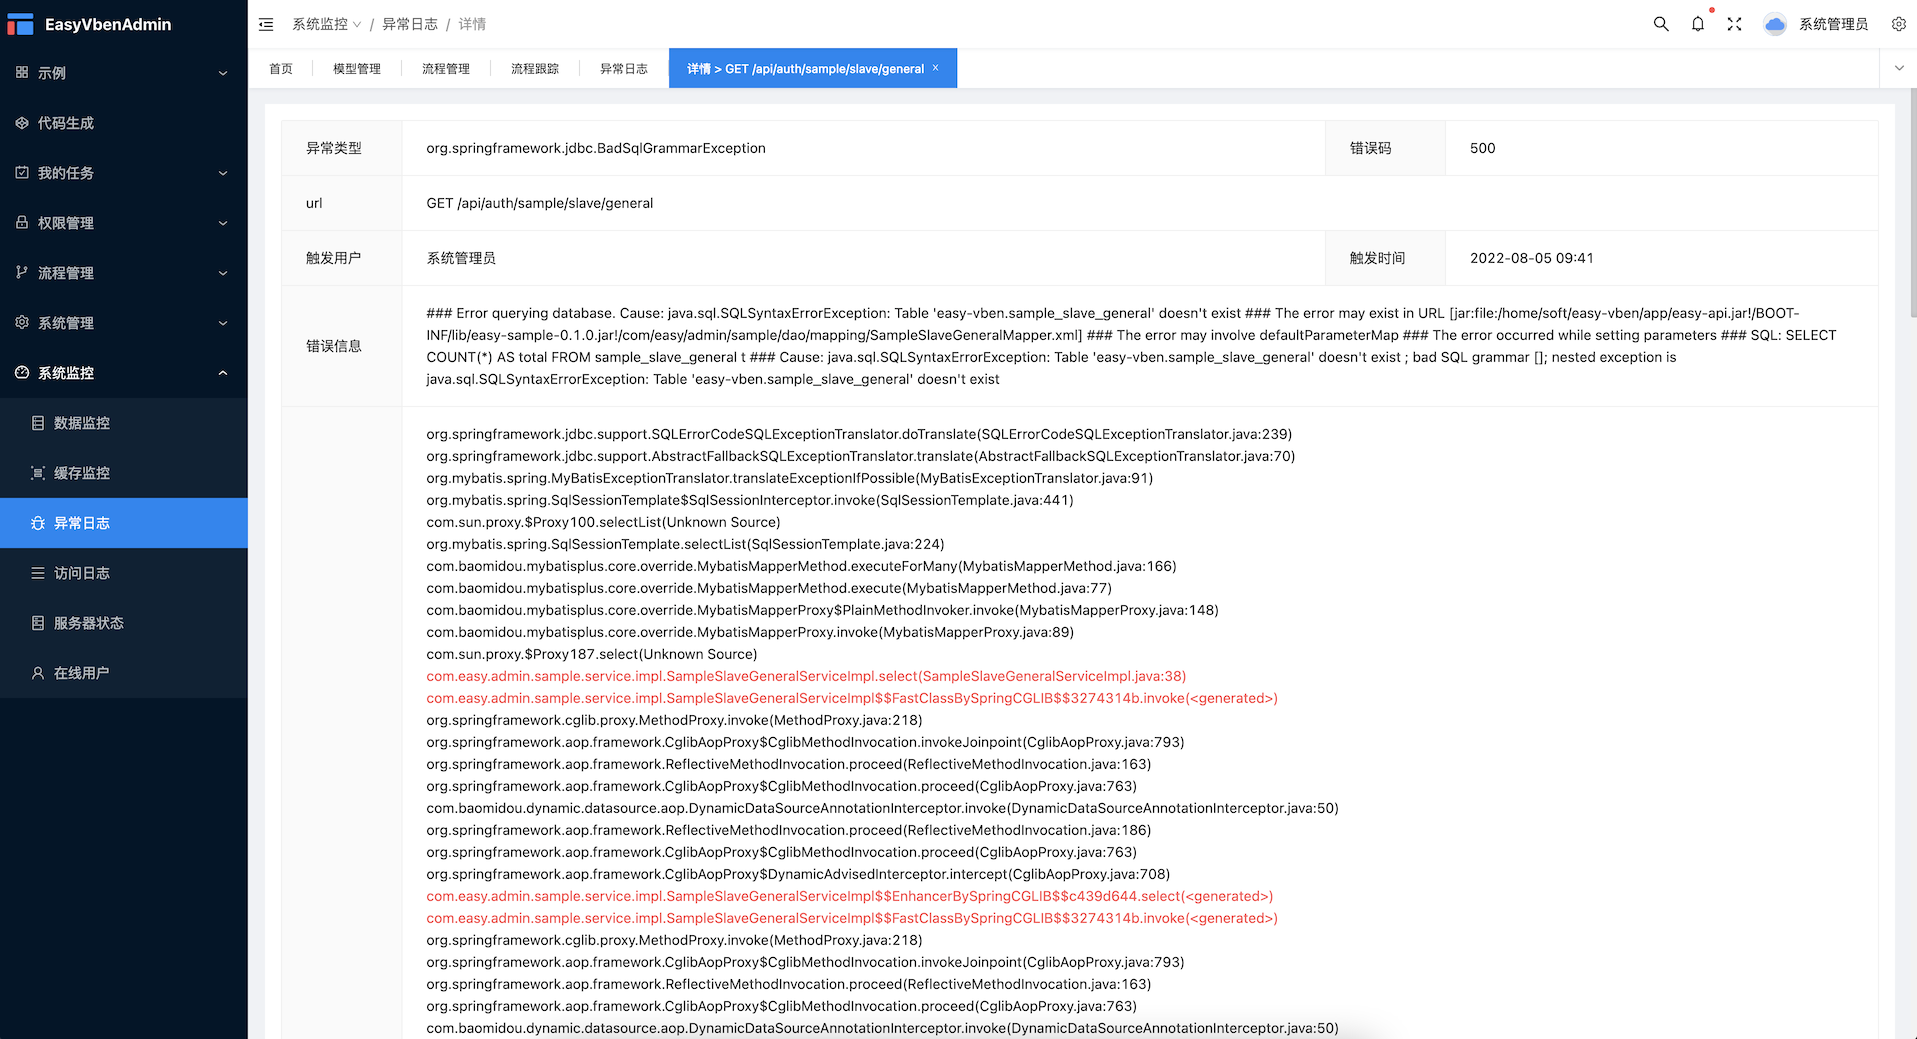 EasyVbenAdmin
系统监控 / 异常日志 / 详情
系统管理员
首页 模型管理 流程管理 流程跟踪 异常日志 详情 > GET /api/auth/sample/slave/general ×
示例
代码生成
我的任务
权限管理
流程管理
系统管理
系统监控
数据监控
缓存监控
异常日志
访问日志
服务器状态
在线用户
异常类型 org.springframework.jdbc.BadSqlGrammarException 错误码 500
url GET /api/auth/sample/slave/general
触发用户 系统管理员 触发时间 2022-08-05 09:41
错误信息
### Error querying database. Cause: java.sql.SQLSyntaxErrorException: Table 'easy-vben.sample_slave_general' doesn't exist ### The error may exist in URL [jar:file:/home/soft/easy-vben/app/easy-api.jar!/BOOT-
INF/lib/easy-sample-0.1.0.jar!/com/easy/admin/sample/dao/mapping/SampleSlaveGeneralMapper.xml] ### The error may involve defaultParameterMap ### The error occurred while setting parameters ### SQL: SELECT
COUNT(*) AS total FROM sample_slave_general t ### Cause: java.sql.SQLSyntaxErrorException: Table 'easy-vben.sample_slave_general' doesn't exist ; bad SQL grammar []; nested exception is
java.sql.SQLSyntaxErrorException: Table 'easy-vben.sample_slave_general' doesn't exist
org.springframework.jdbc.support.SQLErrorCodeSQLExceptionTranslator.doTranslate(SQLErrorCodeSQLExceptionTranslator.java:239)
org.springframework.jdbc.support.AbstractFallbackSQLExceptionTranslator.translate(AbstractFallbackSQLExceptionTranslator.java:70)
org.mybatis.spring.MyBatisExceptionTranslator.translateExceptionIfPossible(MyBatisExceptionTranslator.java:91)
org.mybatis.spring.SqlSessionTemplate$SqlSessionInterceptor.invoke(SqlSessionTemplate.java:441)
com.sun.proxy.$Proxy100.selectList(Unknown Source)
org.mybatis.spring.SqlSessionTemplate.selectList(SqlSessionTemplate.java:224)
com.baomidou.mybatisplus.core.override.MybatisMapperMethod.executeForMany(MybatisMapperMethod.java:166)
com.baomidou.mybatisplus.core.override.MybatisMapperMethod.execute(MybatisMapperMethod.java:77)
com.baomidou.mybatisplus.core.override.MybatisMapperProxy$PlainMethodInvoker.invoke(MybatisMapperProxy.java:148)
com.baomidou.mybatisplus.core.override.MybatisMapperProxy.invoke(MybatisMapperProxy.java:89)
com.sun.proxy.$Proxy187.select(Unknown Source)
com.easy.admin.sample.service.impl.SampleSlaveGeneralServiceImpl.select(SampleSlaveGeneralServiceImpl.java:38)
com.easy.admin.sample.service.impl.SampleSlaveGeneralServiceImpl$$FastClassBySpringCGLIB$$3274314b.invoke(<generated>)
org.springframework.cglib.proxy.MethodProxy.invoke(MethodProxy.java:218)
org.springframework.aop.framework.CglibAopProxy$CglibMethodInvocation.invokeJoinpoint(CglibAopProxy.java:793)
org.springframework.aop.framework.ReflectiveMethodInvocation.proceed(ReflectiveMethodInvocation.java:163)
org.springframework.aop.framework.CglibAopProxy$CglibMethodInvocation.proceed(CglibAopProxy.java:763)
com.baomidou.dynamic.datasource.aop.DynamicDataSourceAnnotationInterceptor.invoke(DynamicDataSourceAnnotationInterceptor.java:50)
org.springframework.aop.framework.ReflectiveMethodInvocation.proceed(ReflectiveMethodInvocation.java:186)
org.springframework.aop.framework.CglibAopProxy$CglibMethodInvocation.proceed(CglibAopProxy.java:763)
org.springframework.aop.framework.CglibAopProxy$DynamicAdvisedInterceptor.intercept(CglibAopProxy.java:708)
com.easy.admin.sample.service.impl.SampleSlaveGeneralServiceImpl$$EnhancerBySpringCGLIB$$c439d644.select(<generated>)
com.easy.admin.sample.service.impl.SampleSlaveGeneralServiceImpl$$FastClassBySpringCGLIB$$3274314b.invoke(<generated>)
org.springframework.cglib.proxy.MethodProxy.invoke(MethodProxy.java:218)
org.springframework.aop.framework.CglibAopProxy$CglibMethodInvocation.invokeJoinpoint(CglibAopProxy.java:793)
org.springframework.aop.framework.ReflectiveMethodInvocation.proceed(ReflectiveMethodInvocation.java:163)
org.springframework.aop.framework.CglibAopProxy$CglibMethodInvocation.proceed(CglibAopProxy.java:763)
com.baomidou.dynamic.datasource.aop.DynamicDataSourceAnnotationInterceptor.invoke(DynamicDataSourceAnnotationInterceptor.java:50)